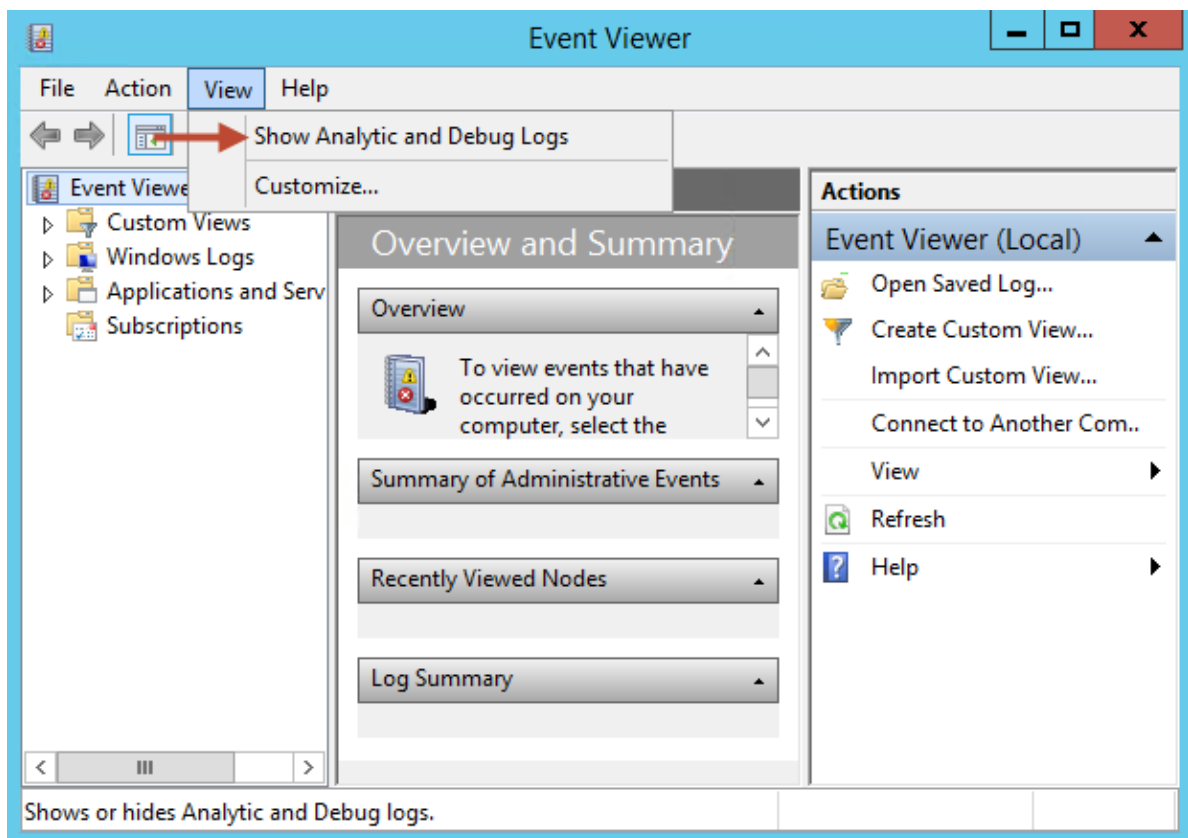 Event Viewer
File Action View Help
Show Analytic and Debug Logs
Customize...
Event Viewe
Custom Views
Windows Logs
Applications and Serv
Subscriptions
Overview and Summary
Overview
To view events that have
occurred on your
computer, select the
Summary of Administrative Events
Recently Viewed Nodes
Log Summary
Actions
Event Viewer (Local)
Open Saved Log...
Create Custom View...
Import Custom View...
Connect to Another Com..
View
Refresh
Help
Shows or hides Analytic and Debug logs.